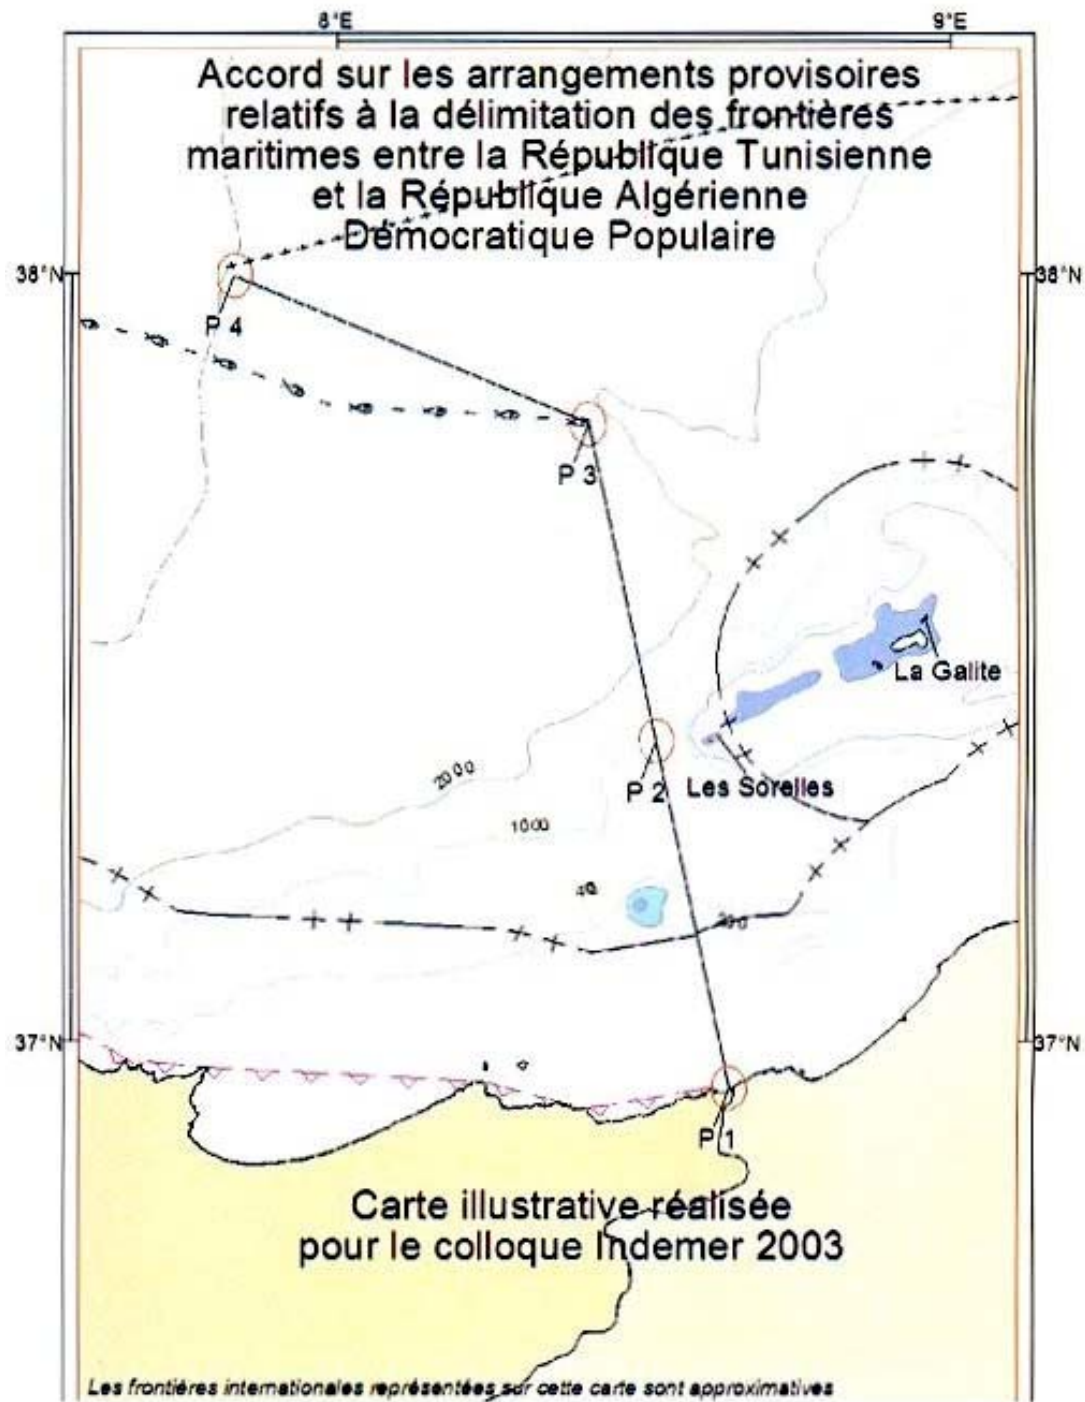 8°E
9°E
Accord sur les arrangements provisoires
relatifs à la délimitation des frontières
maritimes entre la République Tunisienne
et la République Algérienne
Démocratique Populaire
38°N
38°N
P 4
P 3
La Galite
P 2
Les Sorelles
2000
1000
40
200
37°N
37°N
P 1
Carte illustrative réalisée
pour le colloque Indemer 2003
Les frontières internationales représentées sur cette carte sont approximatives